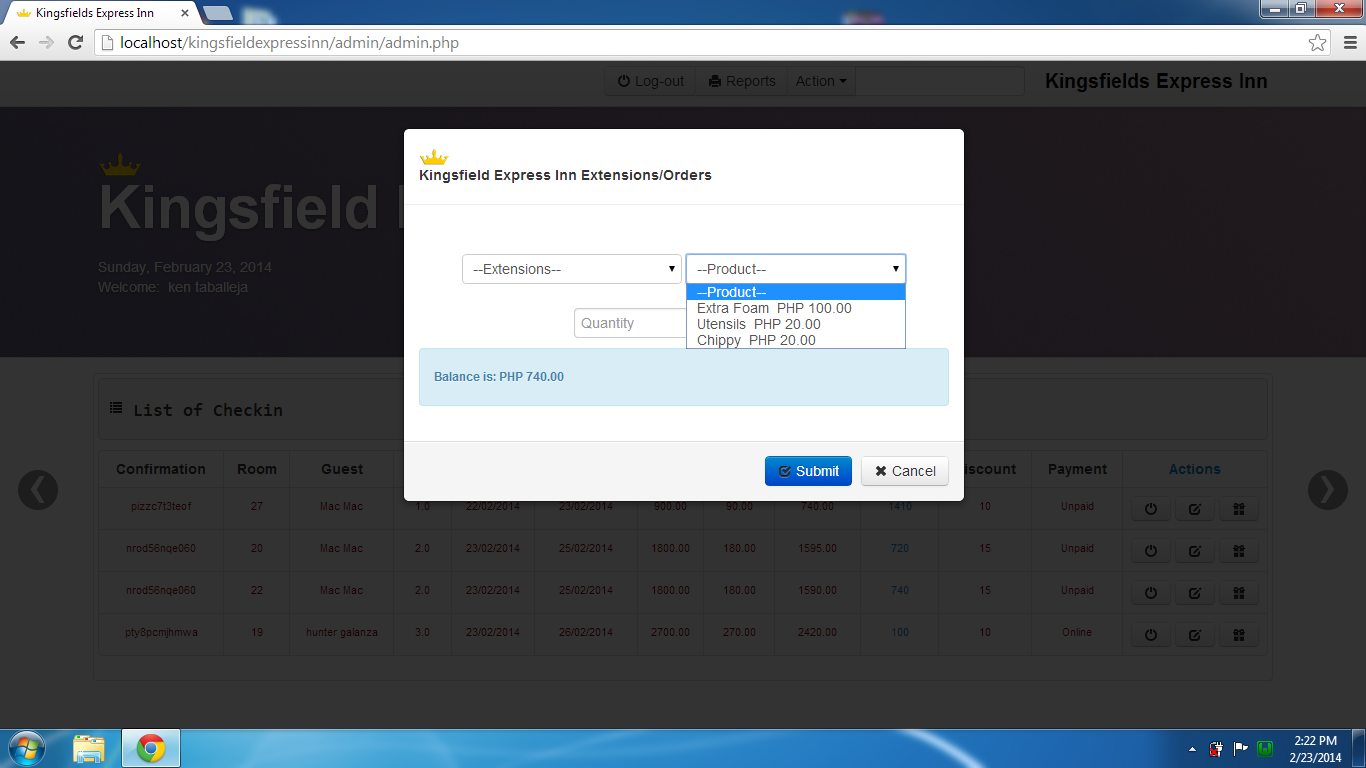 Kingsfields Express Inn
localhost/kingsfieldexpressinn/admin/admin.php
Log-out Reports Action Kingsfields Express Inn
Kingsfield
Sunday, February 23, 2014
Welcome: ken taballeja
Kingsfield Express Inn Extensions/Orders
--Extensions-- --Product--
--Product--
Extra Foam PHP 100.00
Utensils PHP 20.00
Chippy PHP 20.00
Quantity
Balance is: PHP 740.00
Submit Cancel
List of Checkin
Confirmation Room Guest Payment Actions
plzzc7t3teof 27 Mac Mac 1.0 22/02/2014 23/02/2014 900.00 90.00 740.00 1410 10 Unpaid
nrod56nqe060 20 Mac Mac 2.0 23/02/2014 25/02/2014 1800.00 180.00 1595.00 720 15 Unpaid
nrod56nqe060 22 Mac Mac 2.0 23/02/2014 25/02/2014 1800.00 180.00 1590.00 740 15 Unpaid
pty8pcmjhmwa 19 hunter galanza 3.0 23/02/2014 26/02/2014 2700.00 270.00 2420.00 100 10 Online
2:22 PM
2/23/2014